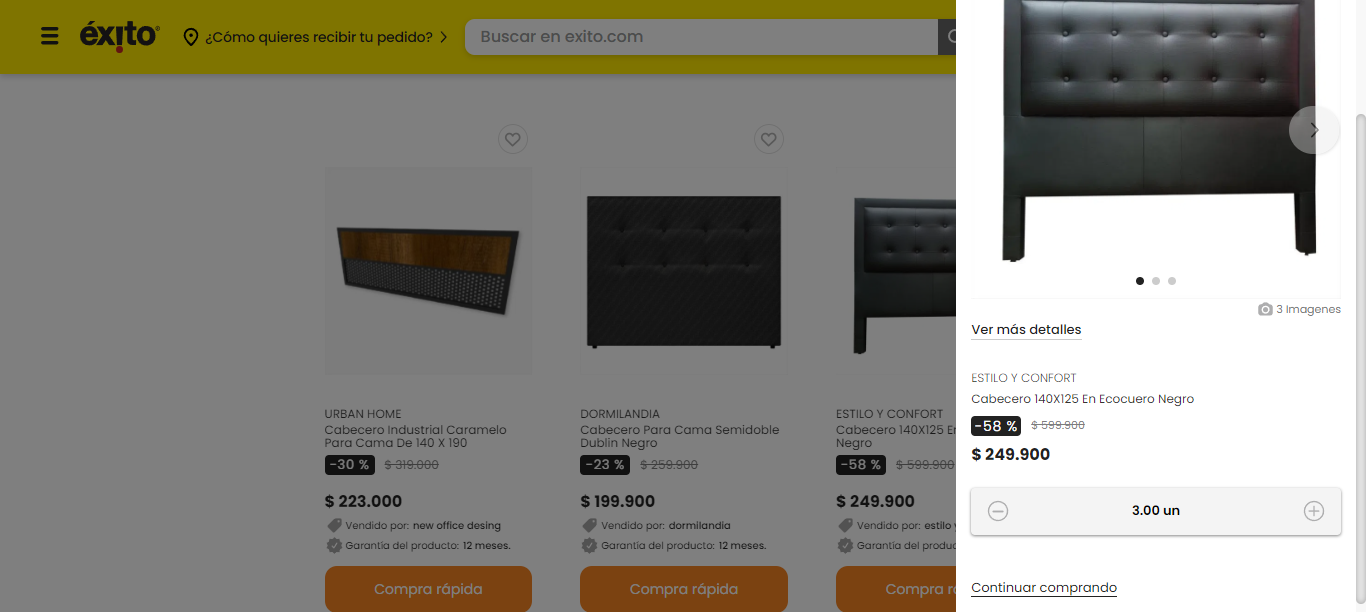 éxito
¿Cómo quieres recibir tu pedido?
Buscar en exito.com
URBAN HOME
Cabecero Industrial Caramelo
Para Cama De 140 X 190
-30 %
$ 319.000
$ 223.000
Vendido por: new office desing
Garantía del producto: 12 meses.
Compra rápida
DORMILANDIA
Cabecero Para Cama Semidoble
Dublin Negro
-23 %
$ 259.900
$ 199.900
Vendido por: dormilandia
Garantía del producto: 12 meses.
Compra rápida
ESTILO Y CONFORT
Cabecero 140X125 E
Negro
-58 %
$ 599.900
$ 249.900
Vendido por: estilo
Garantía del produc
Compra r
3 Imagenes
Ver más detalles
ESTILO Y CONFORT
Cabecero 140X125 En Ecocuero Negro
-58 %
$ 599.900
$ 249.900
3.00 un
Continuar comprando